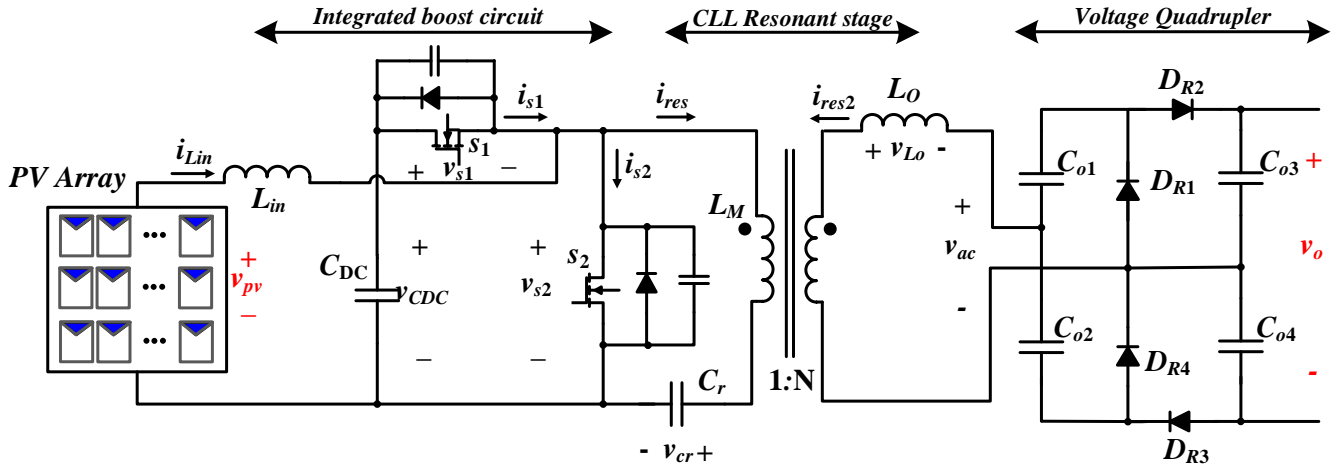 Integrated boost circuit
CLL Resonant stage
Voltage Quadrupler
PV Array
i_Lin
L_in
+
v_pv
−
C_DC
+
v_CDC
−
i_s1
s_1
+ v_s1 −
i_s2
s_2
+
v_s2
−
i_res
L_M
C_r
- v_cr +
1:N
i_res2
L_O
+ v_Lo -
+
v_ac
-
C_o1
C_o2
D_R1
D_R2
D_R3
D_R4
C_o3
C_o4
+
v_o
-